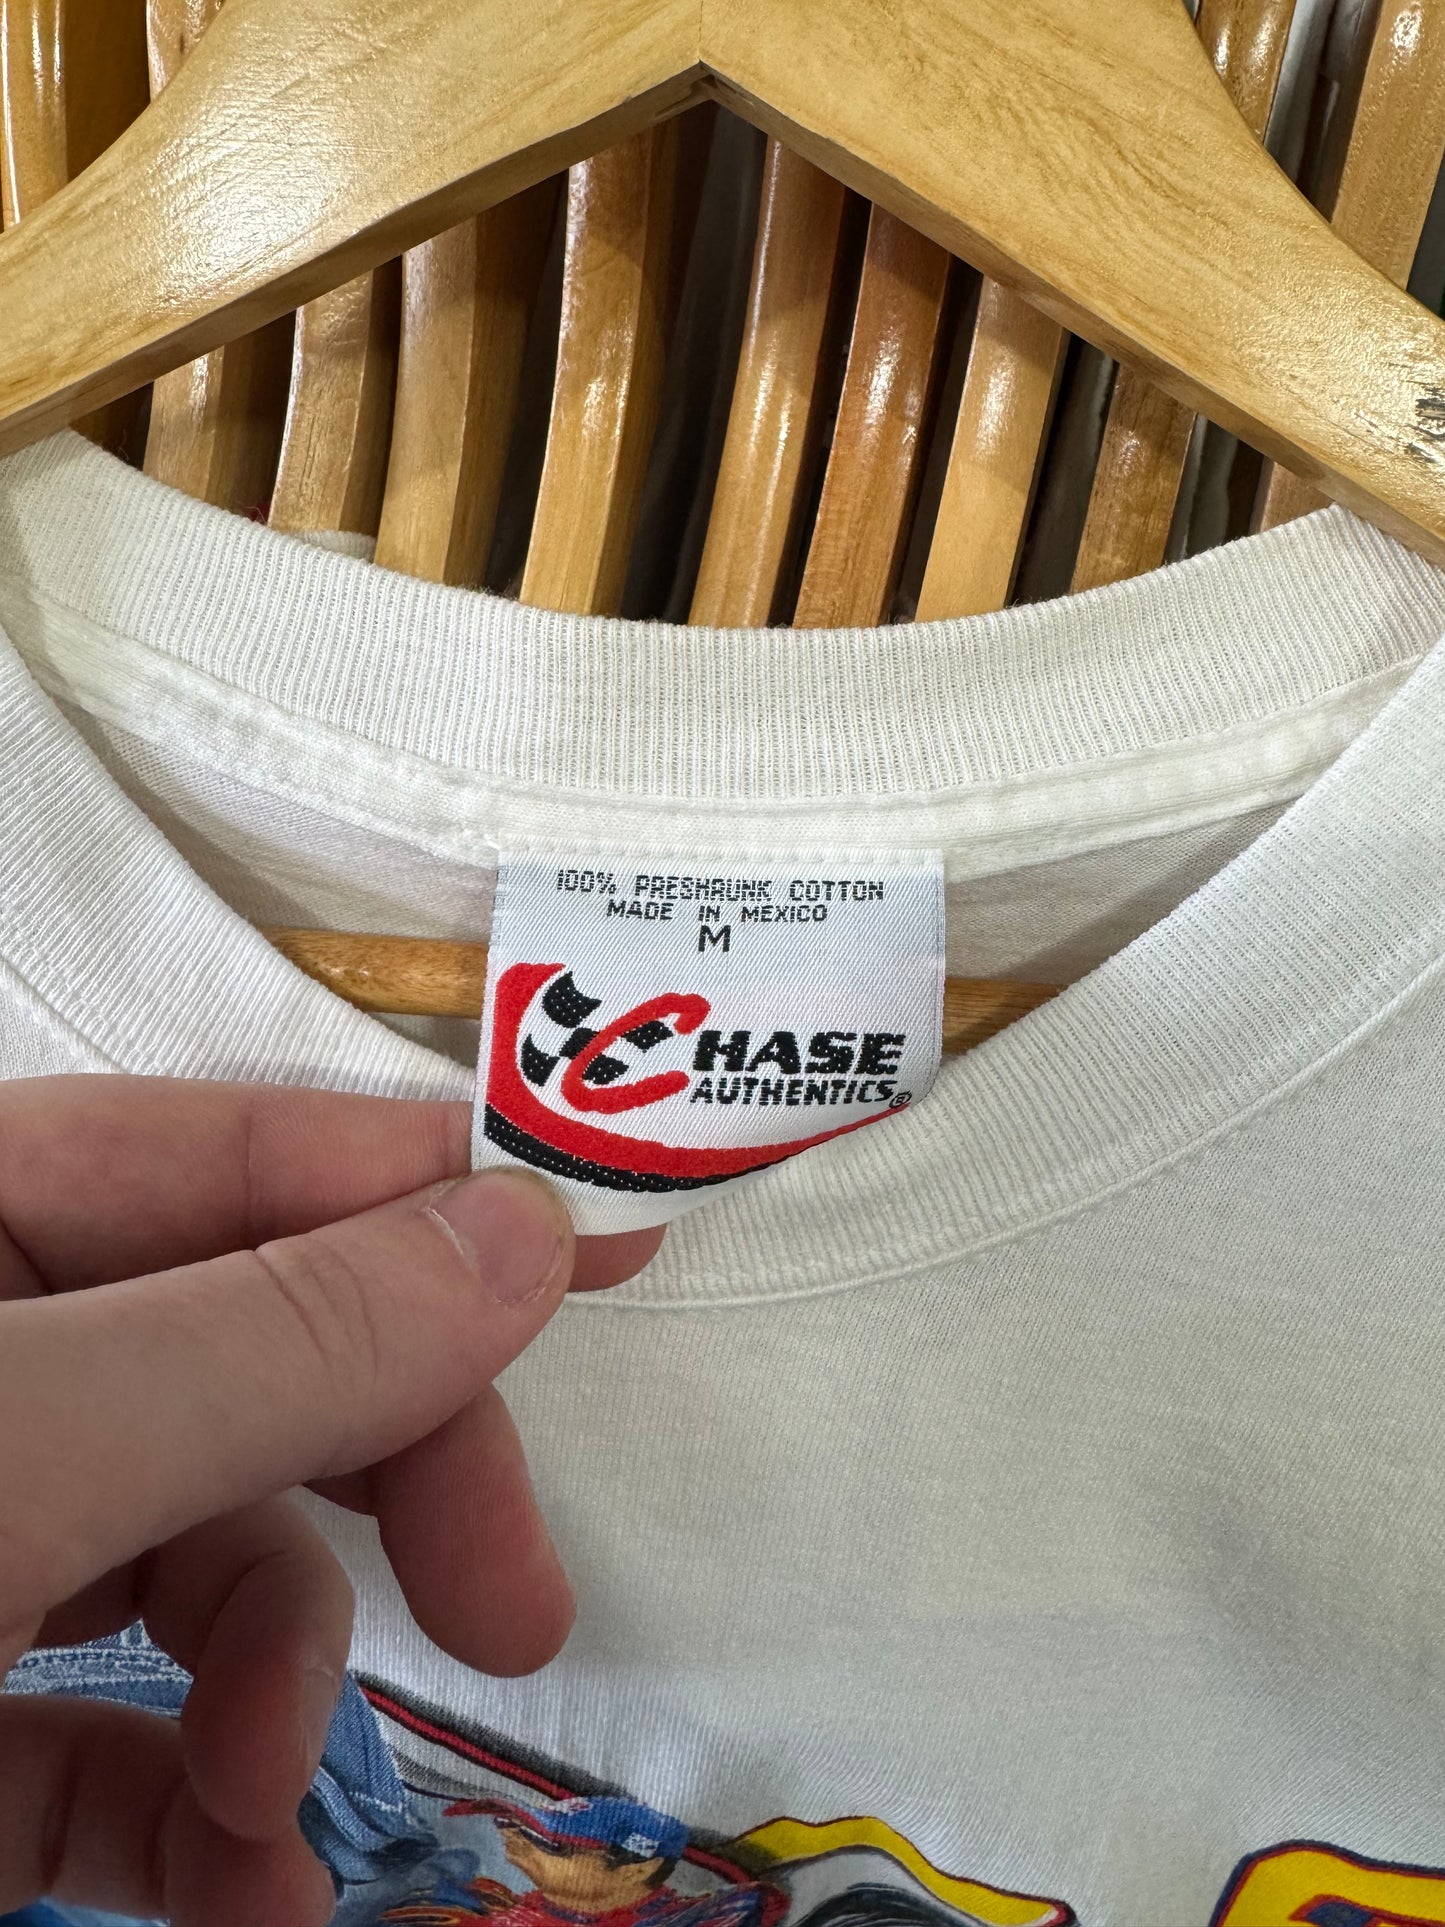 100% PRESHRUNK COTTON
MADE IN MEXICO
M
CHASE
AUTHENTICS®